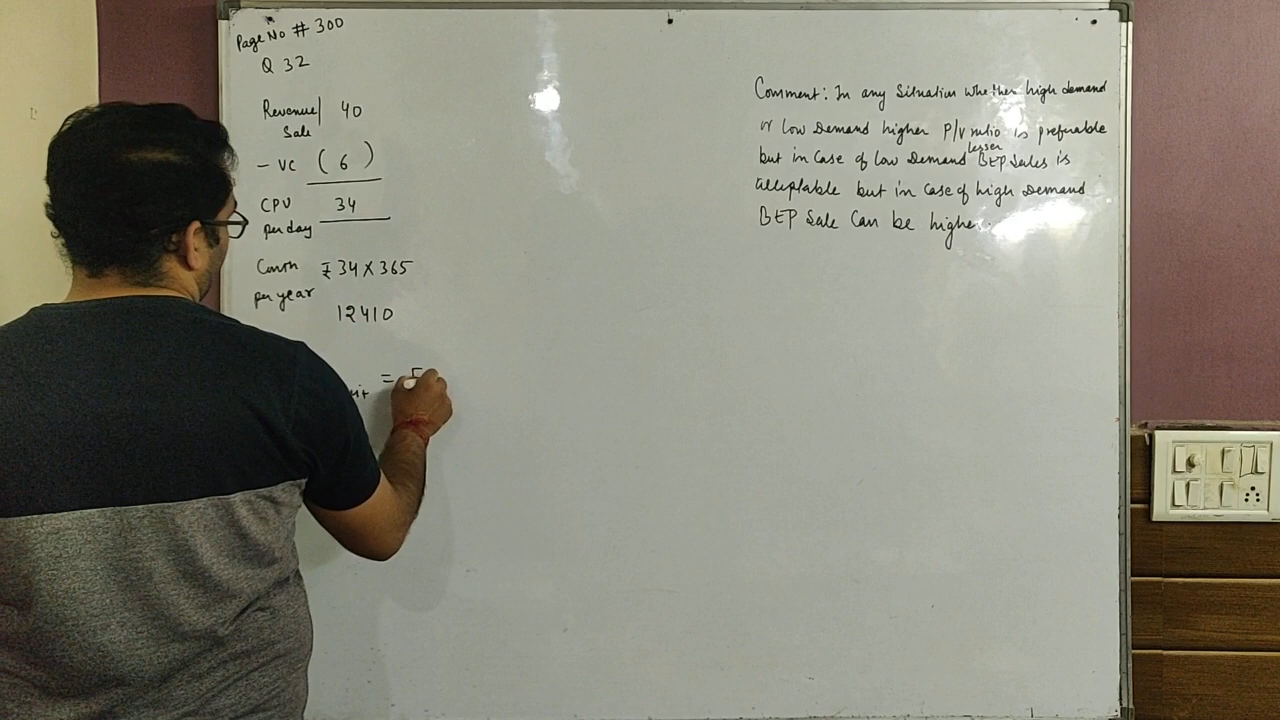 Page No # 300
Q 32
Revenue/ 40
Sale
- VC ( 6 )
CPU 34
per day
Conth ₹34 X 365
per year
12410
=
Comment: In any Situation Whether high demand
or low Demand higher P/V ratio is preferable
lesser
but in Case of low Demand BEP Sales is
acceptable but in case of high Demand
BEP Sale Can be higher.